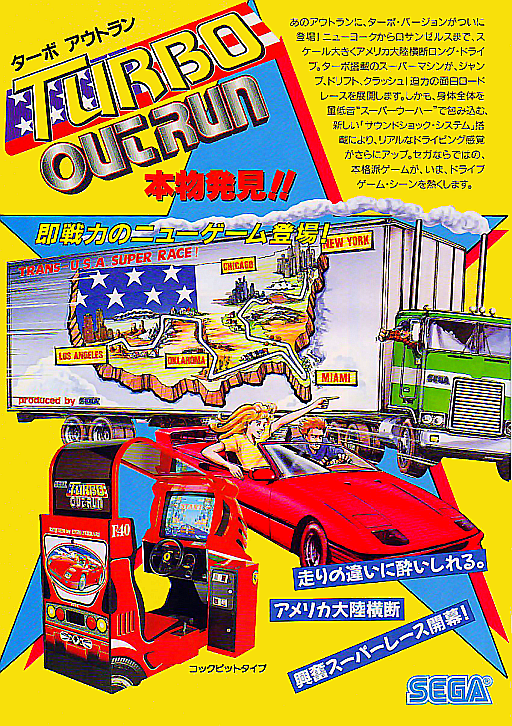 ターボ アウトラン
TURBO
OUTRUN
あのアウトランに、ターボ・バージョンがついに
登場!ニューヨークからロサンゼルスまで、ス
ケール大きくアメリカ大陸横断ロング・ドライ
ブ。ターボ搭載のスーパーマシンが、ジャン
プ、ドリフト、クラッシュ!迫力の面白ロード
レースを展開します。しかも、身体全体を
重低音“スーパーウーハー”で包み込む、
新しい「サウンドショック・システム」搭
載により、リアルなドライビング感覚
がさらにアップ。セガならではの、
本格派ゲームが、いま、ドライブ
ゲーム・シーンを熱くします。
本物発見!!
即戦力のニューゲーム登場!
TRANS-U.S.A. SUPER RACE!
NEW YORK
CHICAGO
LOS ANGELES
OKLAHOMA
MIAMI
produced by SEGA
SEGA
SEGA
TURBO
OUTRUN
F40
走りの違いに酔いしれる。
アメリカ大陸横断
興奮スーパーレース開幕!
コックピットタイプ
SEGA®